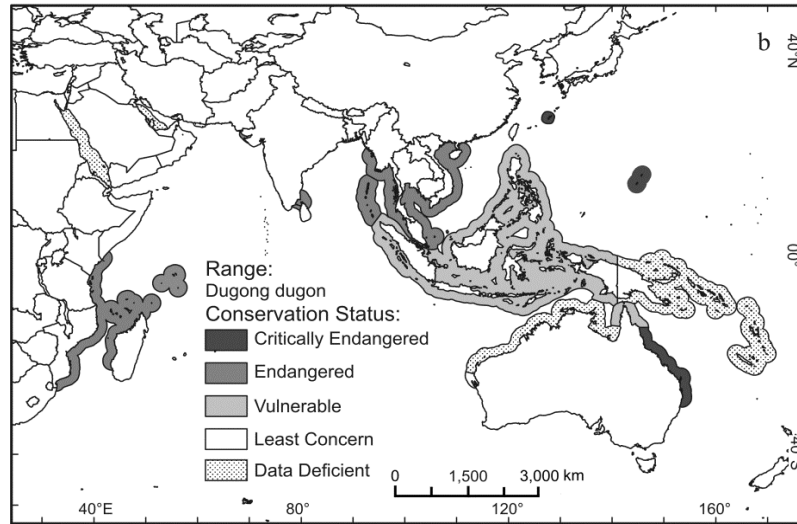 b
40°N
00°
40°S
Range:
Dugong dugon
Conservation Status:
Critically Endangered
Endangered
Vulnerable
Least Concern
Data Deficient
0 1,500 3,000 km
40°E 80° 120° 160°